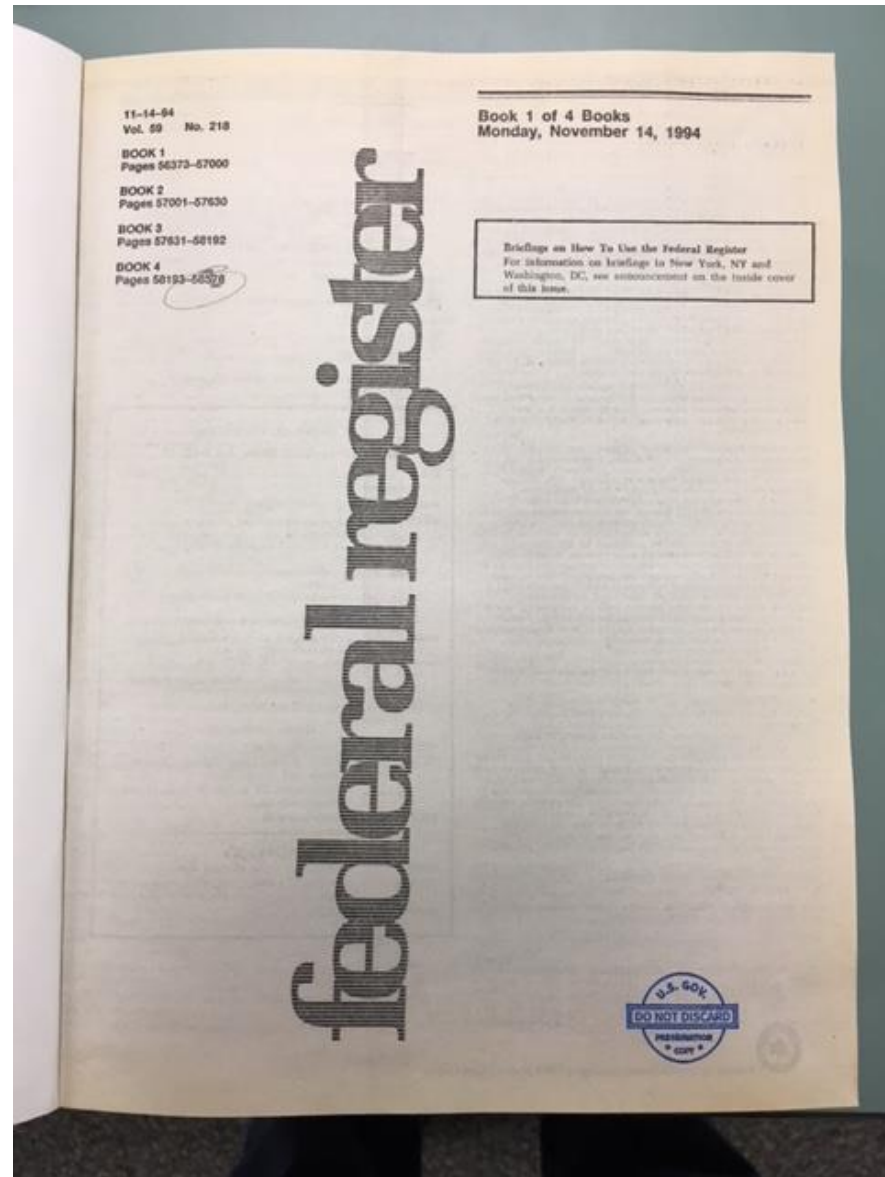 11-14-94
Vol. 59 No. 218
BOOK 1
Pages 56373-57000
BOOK 2
Pages 57001-57630
BOOK 3
Pages 57631-58192
BOOK 4
Pages 58193-
federal register
Book 1 of 4 Books
Monday, November 14, 1994
Briefings on How To Use the Federal Register
For information on briefings in New York, NY and
Washington, DC, see announcement on the inside cover
of this issue.
U.S. GOV.
DO NOT DISCARD
PRESERVATION
COPY